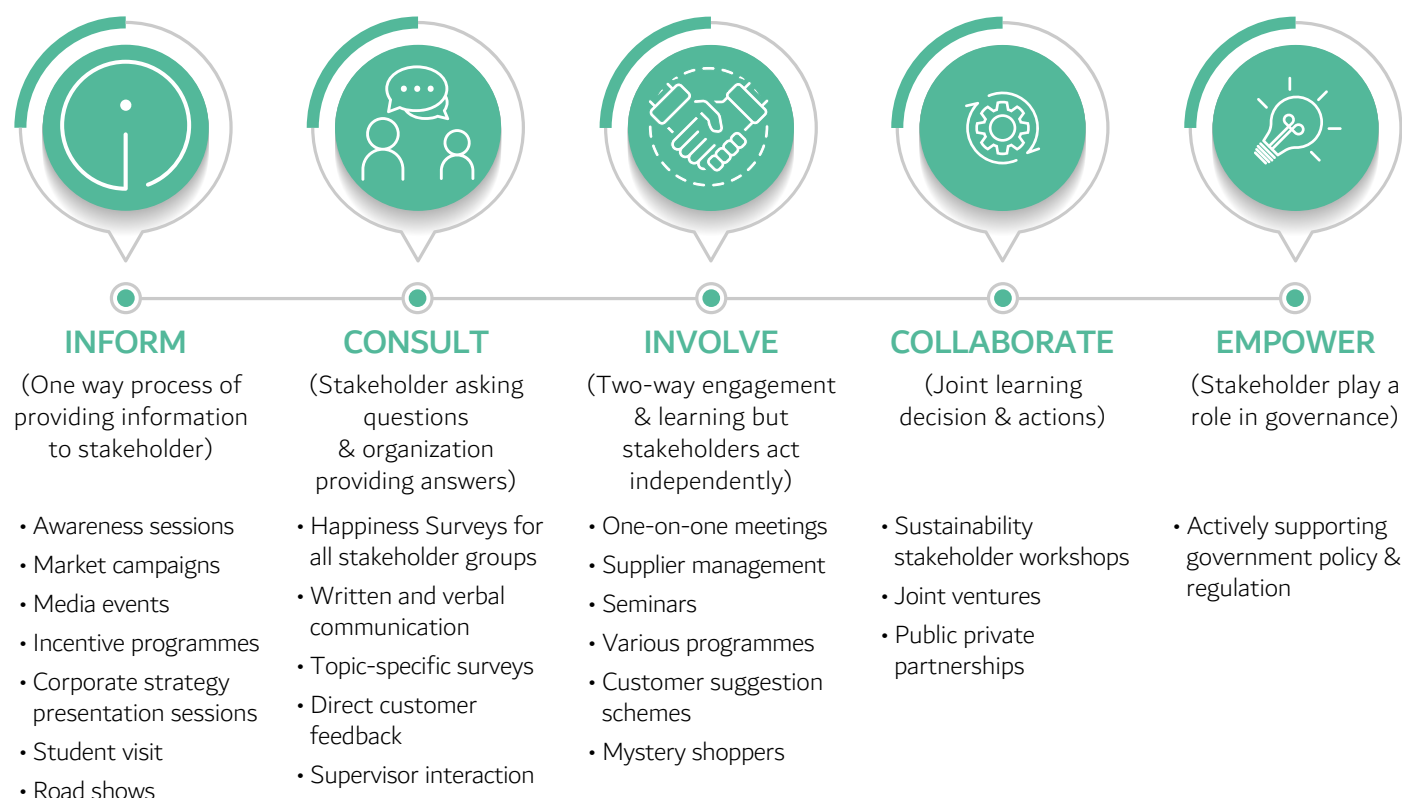 INFORM
(One way process of
providing information
to stakeholder)
• Awareness sessions
• Market campaigns
• Media events
• Incentive programmes
• Corporate strategy
presentation sessions
• Student visit
• Road shows
CONSULT
(Stakeholder asking
questions
& organization
providing answers)
• Happiness Surveys for
all stakeholder groups
• Written and verbal
communication
• Topic-specific surveys
• Direct customer
feedback
• Supervisor interaction
INVOLVE
(Two-way engagement
& learning but
stakeholders act
independently)
• One-on-one meetings
• Supplier management
• Seminars
• Various programmes
• Customer suggestion
schemes
• Mystery shoppers
COLLABORATE
(Joint learning
decision & actions)
• Sustainability
stakeholder workshops
• Joint ventures
• Public private
partnerships
EMPOWER
(Stakeholder play a
role in governance)
• Actively supporting
government policy &
regulation